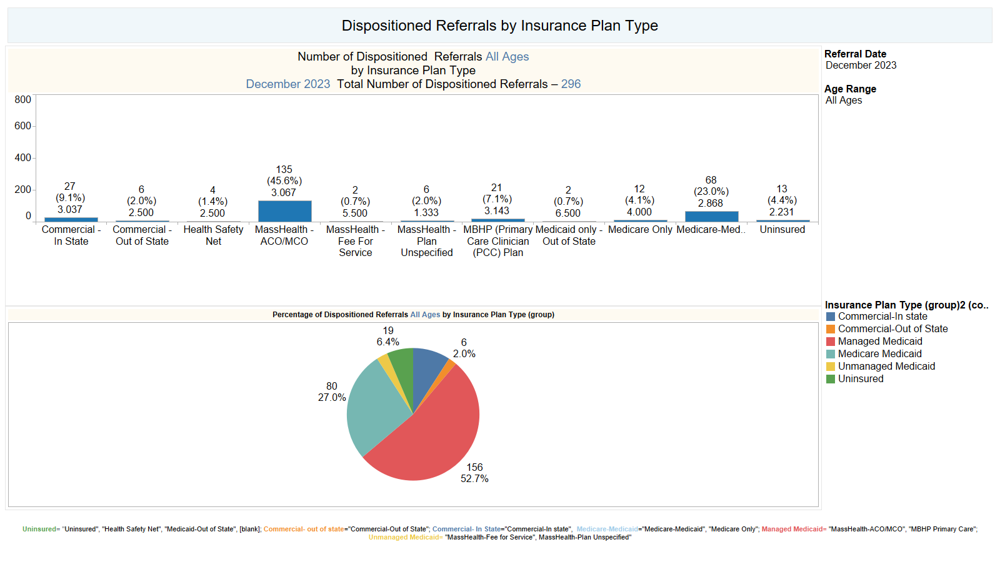 Dispositioned Referrals by Insurance Plan Type
Number of Dispositioned  Referrals All Ages
by Insurance Plan Type
December 2023  Total Number of Dispositioned Referrals – 296
Referral Date
December 2023
Age Range
All Ages
800
600
400
200
0
27
(9.1%)
3.037
6
(2.0%)
2.500
4
(1.4%)
2.500
135
(45.6%)
3.067
2
(0.7%)
5.500
6
(2.0%)
1.333
21
(7.1%)
3.143
2
(0.7%)
6.500
12
(4.1%)
4.000
68
(23.0%)
2.868
13
(4.4%)
2.231
Commercial -
In State
Commercial -
Out of State
Health Safety
Net
MassHealth -
ACO/MCO
MassHealth -
Fee For
Service
MassHealth -
Plan
Unspecified
MBHP (Primary
Care Clinician
(PCC) Plan
Medicaid only -
Out of State
Medicare Only
Medicare-Med..
Uninsured
Percentage of Dispositioned Referrals All Ages by Insurance Plan Type (group)
19
6.4%
6
2.0%
80
27.0%
156
52.7%
Insurance Plan Type (group)2 (co..
Commercial-In state
Commercial-Out of State
Managed Medicaid
Medicare Medicaid
Unmanaged Medicaid
Uninsured
Uninsured= "Uninsured", "Health Safety Net", "Medicaid-Out of State", [blank]; Commercial- out of state="Commercial-Out of State"; Commercial- In State="Commercial-In state",  Medicare-Medicaid="Medicare-Medicaid", "Medicare Only"; Managed Medicaid= "MassHealth-ACO/MCO", "MBHP Primary Care";
Unmanaged Medicaid= "MassHealth-Fee for Service", MassHealth-Plan Unspecified"